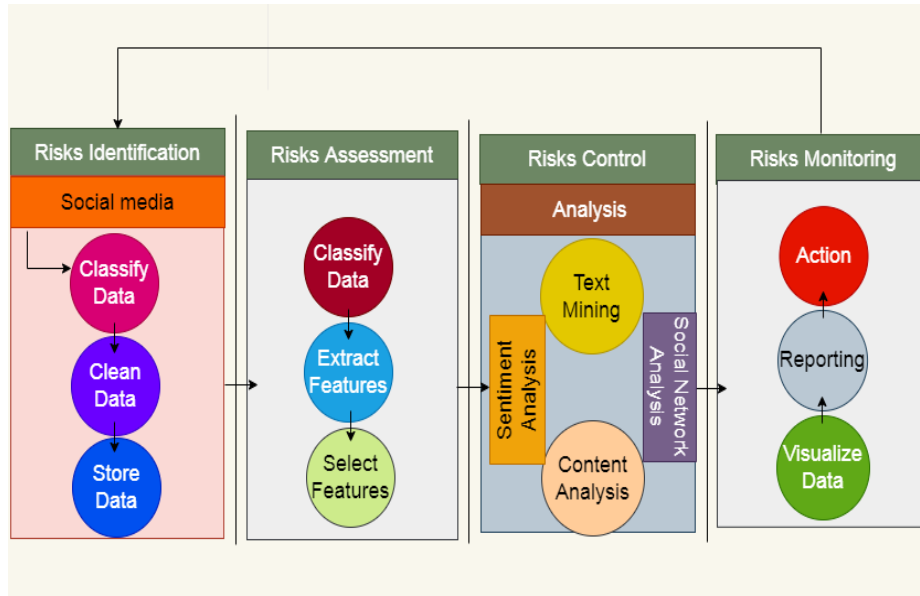 Risks Identification
Social media
Classify
Data
Clean
Data
Store
Data
Risks Assessment
Classify
Data
Extract
Features
Select
Features
Risks Control
Analysis
Text
Mining
Sentiment
Analysis
Social Network
Analysis
Content
Analysis
Risks Monitoring
Action
Reporting
Visualize
Data